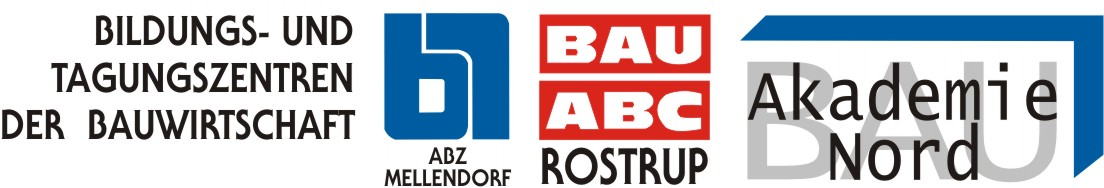 BILDUNGS- UND
TAGUNGSZENTREN
DER BAUWIRTSCHAFT
ABZ
MELLENDORF
BAU
ABC
ROSTRUP
BAU
Akademie
Nord